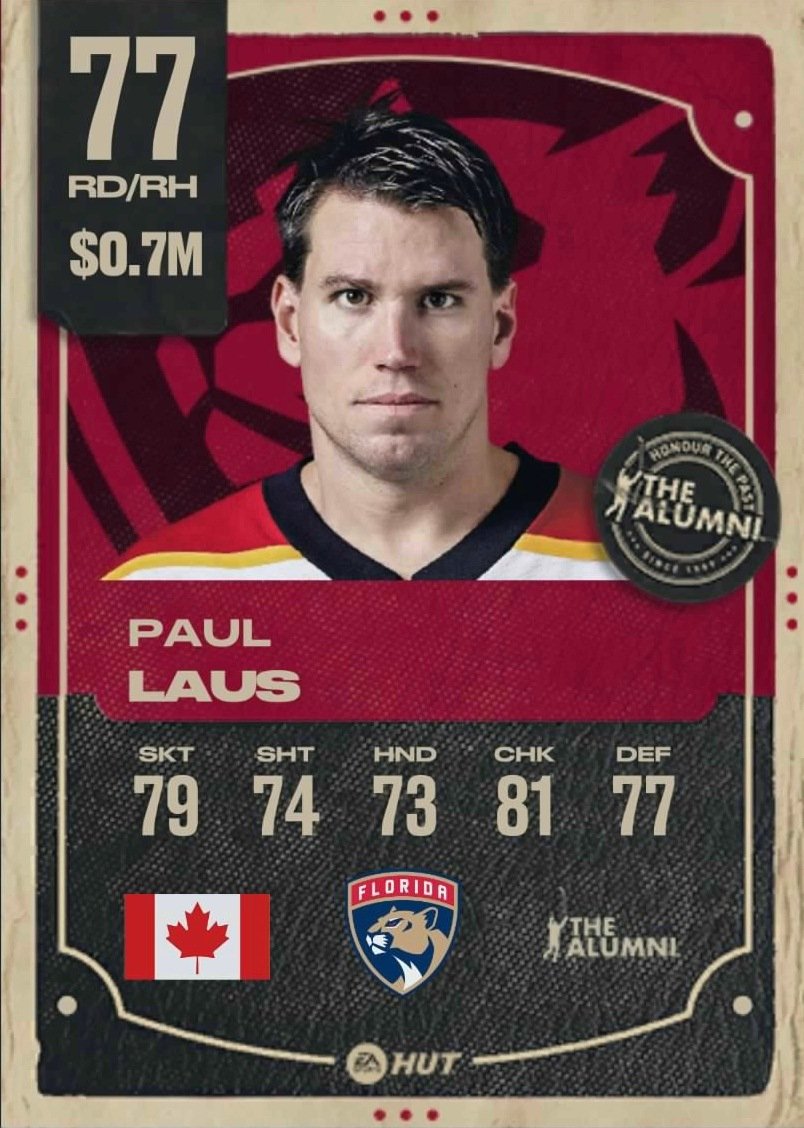 77
RD/RH
$0.7M
HONOUR THE PAST
THE
ALUMNI
PAUL
LAUS
SKT SHT HND CHK DEF
79 74 73 81 77
FLORIDA
THE
ALUMNI
EA HUT